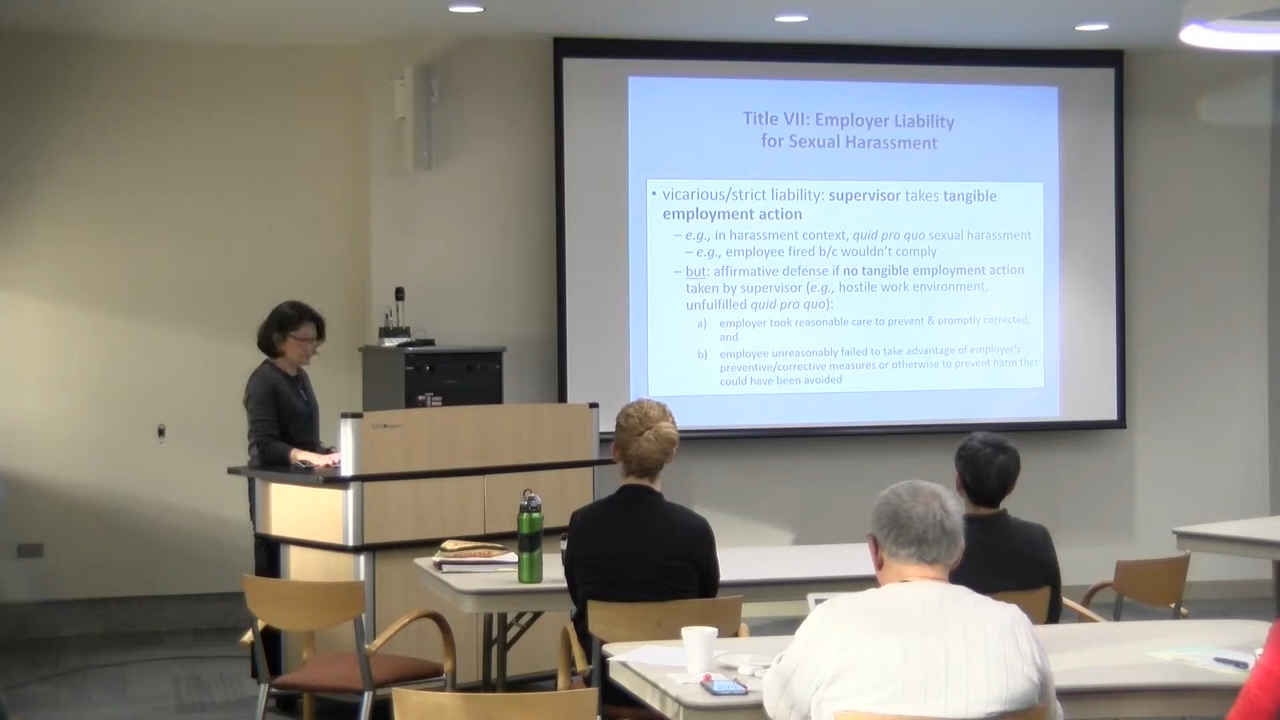 Title VII: Employer Liability
for Sexual Harassment
• vicarious/strict liability: supervisor takes tangible
employment action
– e.g., in harassment context, quid pro quo sexual harassment
– e.g., employee fired b/c wouldn't comply
– but: affirmative defense if no tangible employment action
taken by supervisor (e.g., hostile work environment,
unfulfilled quid pro quo):
a) employer took reasonable care to prevent & promptly corrected,
and
b) employee unreasonably failed to take advantage of employer's
preventive/corrective measures or otherwise to prevent harm that
could have been avoided